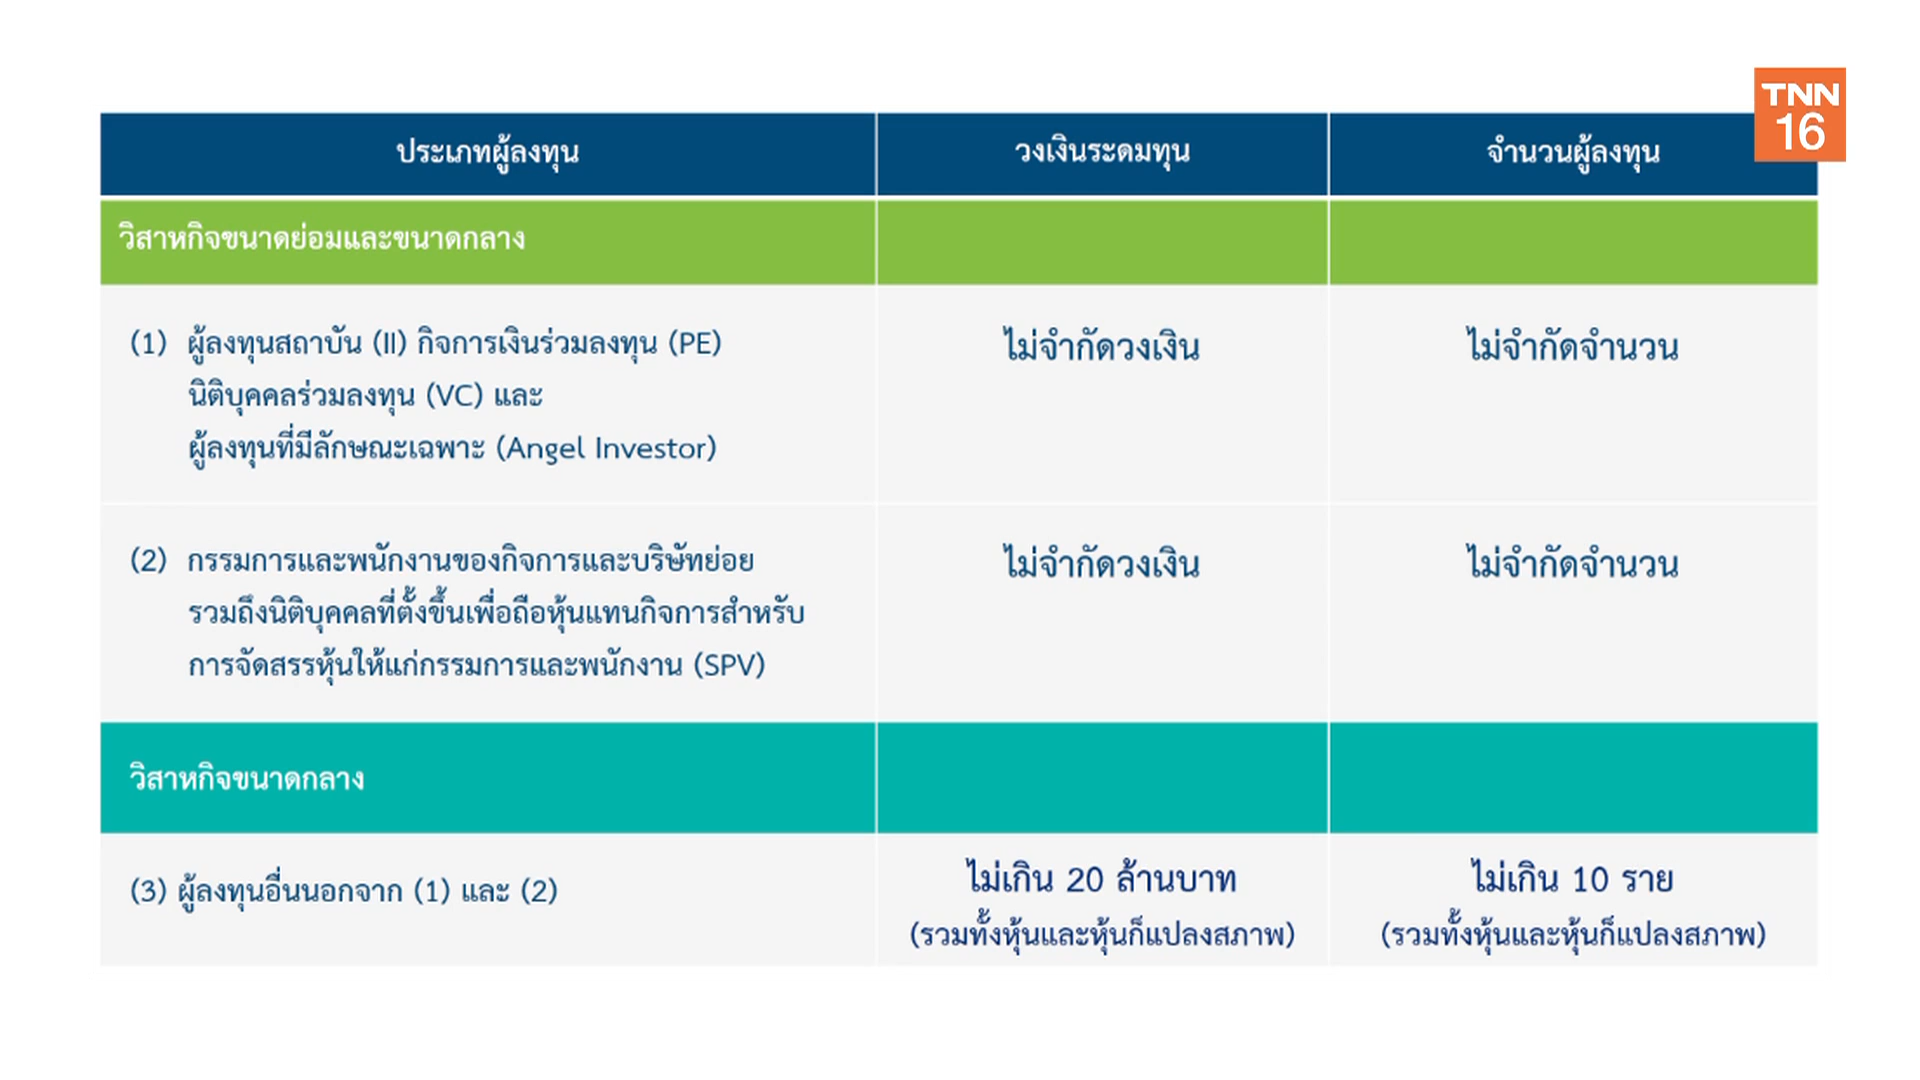 TNN
16
ประเภทผู้ลงทุน
วงเงินระดมทุน
จำนวนผู้ลงทุน
วิสาหกิจขนาดย่อมและขนาดกลาง
(1) ผู้ลงทุนสถาบัน (II) กิจการเงินร่วมลงทุน (PE)
นิติบุคคลร่วมลงทุน (VC) และ
ผู้ลงทุนที่มีลักษณะเฉพาะ (Angel Investor)
ไม่จำกัดวงเงิน
ไม่จำกัดจำนวน
(2) กรรมการและพนักงานของกิจการและบริษัทย่อย
รวมถึงนิติบุคคลที่ตั้งขึ้นเพื่อถือหุ้นแทนกิจการสำหรับ
การจัดสรรหุ้นให้แก่กรรมการและพนักงาน (SPV)
ไม่จำกัดวงเงิน
ไม่จำกัดจำนวน
วิสาหกิจขนาดกลาง
(3) ผู้ลงทุนอื่นนอกจาก (1) และ (2)
ไม่เกิน 20 ล้านบาท
(รวมทั้งหุ้นและหุ้นกู้แปลงสภาพ)
ไม่เกิน 10 ราย
(รวมทั้งหุ้นและหุ้นกู้แปลงสภาพ)